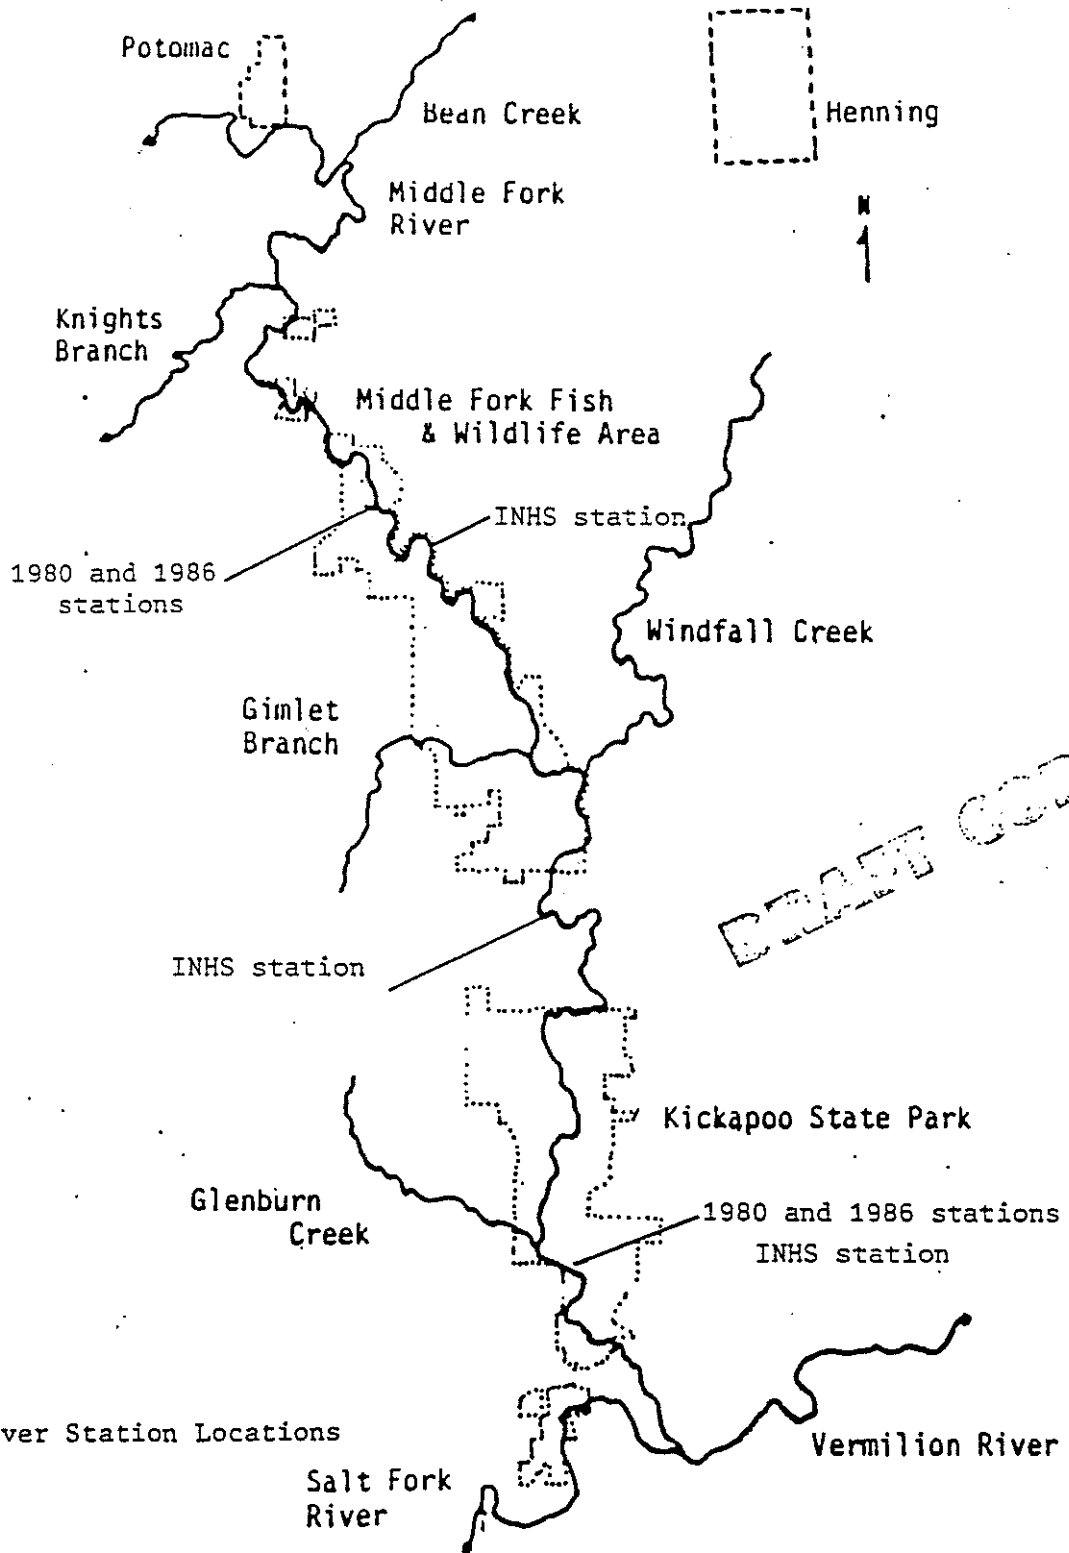 Potomac
Bean Creek
Henning
Middle Fork
River
N
Knights
Branch
Middle Fork Fish
& Wildlife Area
INHS station
1980 and 1986
stations
Windfall Creek
Gimlet
Branch
DRAFT
INHS station
Kickapoo State Park
Glenburn
Creek
1980 and 1986 stations
INHS station
ver Station Locations
Vermilion River
Salt Fork
River